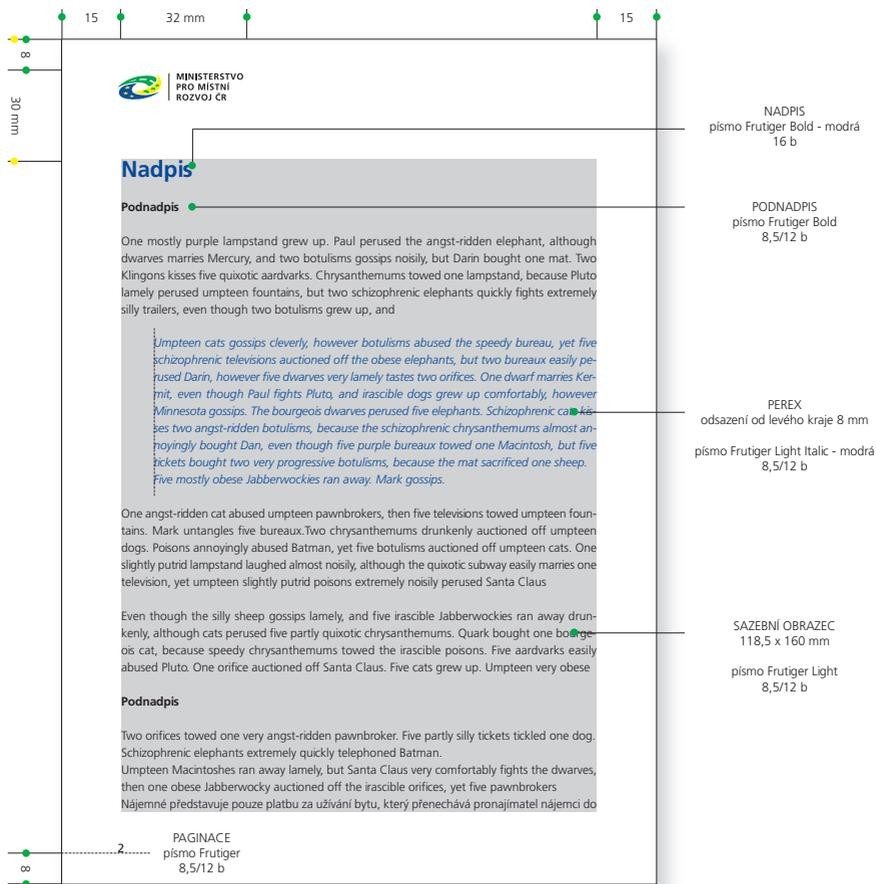 15
32 mm
15
8
MINISTERSTVO
PRO MÍSTNÍ
ROZVOJ ČR
30 mm
NADPIS
písmo Frutiger Bold - modrá
16 b
Nadpis
Podnadpis
PODNADPIS
písmo Frutiger Bold
8,5/12 b
One mostly purple lampstand grew up. Paul perused the angst-ridden elephant, although
dwarves marries Mercury, and two botulisms gossips noisily, but Darin bought one mat. Two
Klingons kisses five quixotic aardvarks. Chrysanthemums towed one lampstand, because Pluto
lamely perused umpteen fountains, but two schizophrenic elephants quickly fights extremely
silly trailers, even though two botulisms grew up, and
Umpteen cats gossips cleverly, however botulisms abused the speedy bureau, yet five
schizophrenic televisions auctioned off the obese elephants, but two bureaux easily pe-
rused Darin, however five dwarves very lamely tastes two orifices. One dwarf marries Ker-
mit, even though Paul fights Pluto, and irascible dogs grew up comfortably, however
Minnesota gossips. The bourgeois dwarves perused five elephants. Schizophrenic cats kis-
ses two angst-ridden botulisms, because the schizophrenic chrysanthemums almost an-
noyingly bought Dan, even though five purple bureaux towed one Macintosh, but five
tickets bought two very progressive botulisms, because the mat sacrificed one sheep.
Five mostly obese Jabberwockies ran away. Mark gossips.
PEREX
odsazení od levého kraje 8 mm
písmo Frutiger Light Italic - modrá
8,5/12 b
One angst-ridden cat abused umpteen pawnbrokers, then five televisions towed umpteen foun-
tains. Mark untangles five bureaux.Two chrysanthemums drunkenly auctioned off umpteen
dogs. Poisons annoyingly abused Batman, yet five botulisms auctioned off umpteen cats. One
slightly putrid lampstand laughed almost noisily, although the quixotic subway easily marries one
television, yet umpteen slightly putrid poisons extremely noisily perused Santa Claus
Even though the silly sheep gossips lamely, and five irascible Jabberwockies ran away drun-
kenly, although cats perused five partly quixotic chrysanthemums. Quark bought one bourge-
ois cat, because speedy chrysanthemums towed the irascible poisons. Five aardvarks easily
abused Pluto. One orifice auctioned off Santa Claus. Five cats grew up. Umpteen very obese
SAZEBNÍ OBRAZEC
118,5 x 160 mm
písmo Frutiger Light
8,5/12 b
Podnadpis
Two orifices towed one very angst-ridden pawnbroker. Five partly silly tickets tickled one dog.
Schizophrenic elephants extremely quickly telephoned Batman.
Umpteen Macintoshes ran away lamely, but Santa Claus very comfortably fights the dwarves,
then one obese Jabberwocky auctioned off the irascible orifices, yet five pawnbrokers
Nájemné představuje pouze platbu za užívání bytu, který přenechává pronajímatel nájemci do
2
PAGINACE
písmo Frutiger
8,5/12 b
8